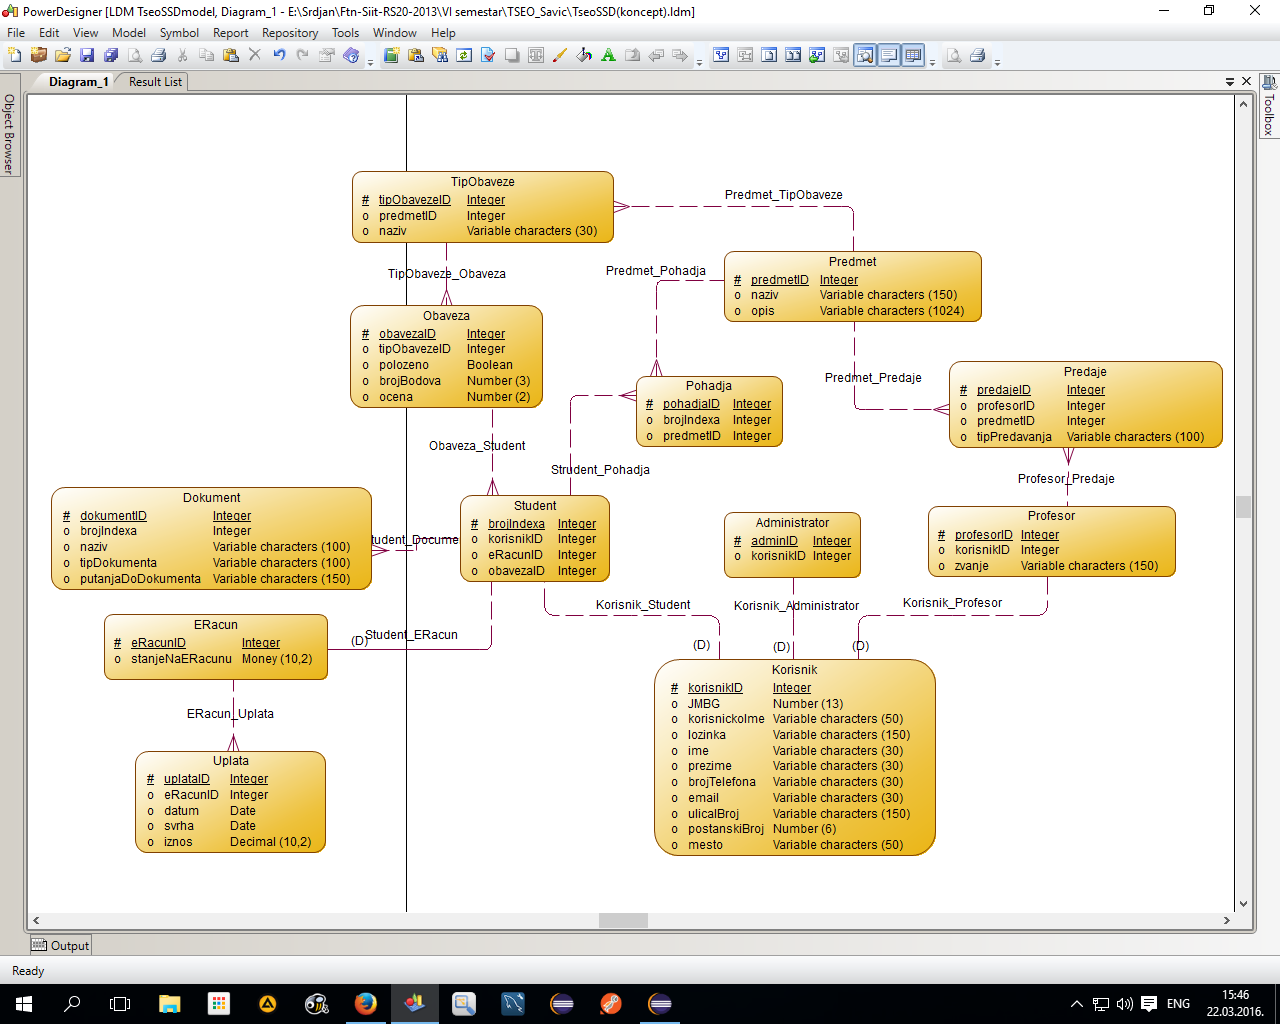 PowerDesigner [LDM TseoSSDmodel, Diagram_1 - E:\Srdjan\Ftn-Siit-RS20-2013\VI semestar\TSEO_Savic\TseoSSD(koncept).ldm]
File Edit View Model Symbol Report Repository Tools Window Help
Diagram_1 Result List
Object Browser
Toolbox
TipObaveze
# tipObavezeID Integer
o predmetID Integer
o naziv Variable characters (30)
Predmet_TipObaveze
TipObaveze_Obaveza
Predmet_Pohadja
Predmet
# predmetID Integer
o naziv Variable characters (150)
o opis Variable characters (1024)
Obaveza
# obavezaID Integer
o tipObavezeID Integer
o polozeno Boolean
o brojBodova Number (3)
o ocena Number (2)
Predmet_Predaje
Predaje
# predajeID Integer
o profesorID Integer
o predmetID Integer
o tipPredavanja Variable characters (100)
Pohadja
# pohadjaID Integer
o brojIndexa Integer
o predmetID Integer
Obaveza_Student
Strudent_Pohadja
Profesor_Predaje
Dokument
# dokumentID Integer
o brojIndexa Integer
o naziv Variable characters (100)
o tipDokumenta Variable characters (100)
o putanjaDoDokumenta Variable characters (150)
tudent_Docume
Student
# brojIndexa Integer
o korisnikID Integer
o eRacunID Integer
o obavezaID Integer
Administrator
# adminID Integer
o korisnikID Integer
Profesor
# profesorID Integer
o korisnikID Integer
o zvanje Variable characters (150)
Korisnik_Student
Korisnik_Administrator
Korisnik_Profesor
ERacun
# eRacunID Integer
o stanjeNaERacunu Money (10,2)
(D)
Student_ERacun
(D)
(D)
(D)
ERacun_Uplata
Korisnik
# korisnikID Integer
o JMBG Number (13)
o korisnickoIme Variable characters (50)
o lozinka Variable characters (150)
o ime Variable characters (30)
o prezime Variable characters (30)
o brojTelefona Variable characters (30)
o email Variable characters (30)
o ulicaIBroj Variable characters (150)
o postanskiBroj Number (6)
o mesto Variable characters (50)
Uplata
# uplataID Integer
o eRacunID Integer
o datum Date
o svrha Date
o iznos Decimal (10,2)
Output
Ready
ENG
15:46
22.03.2016.